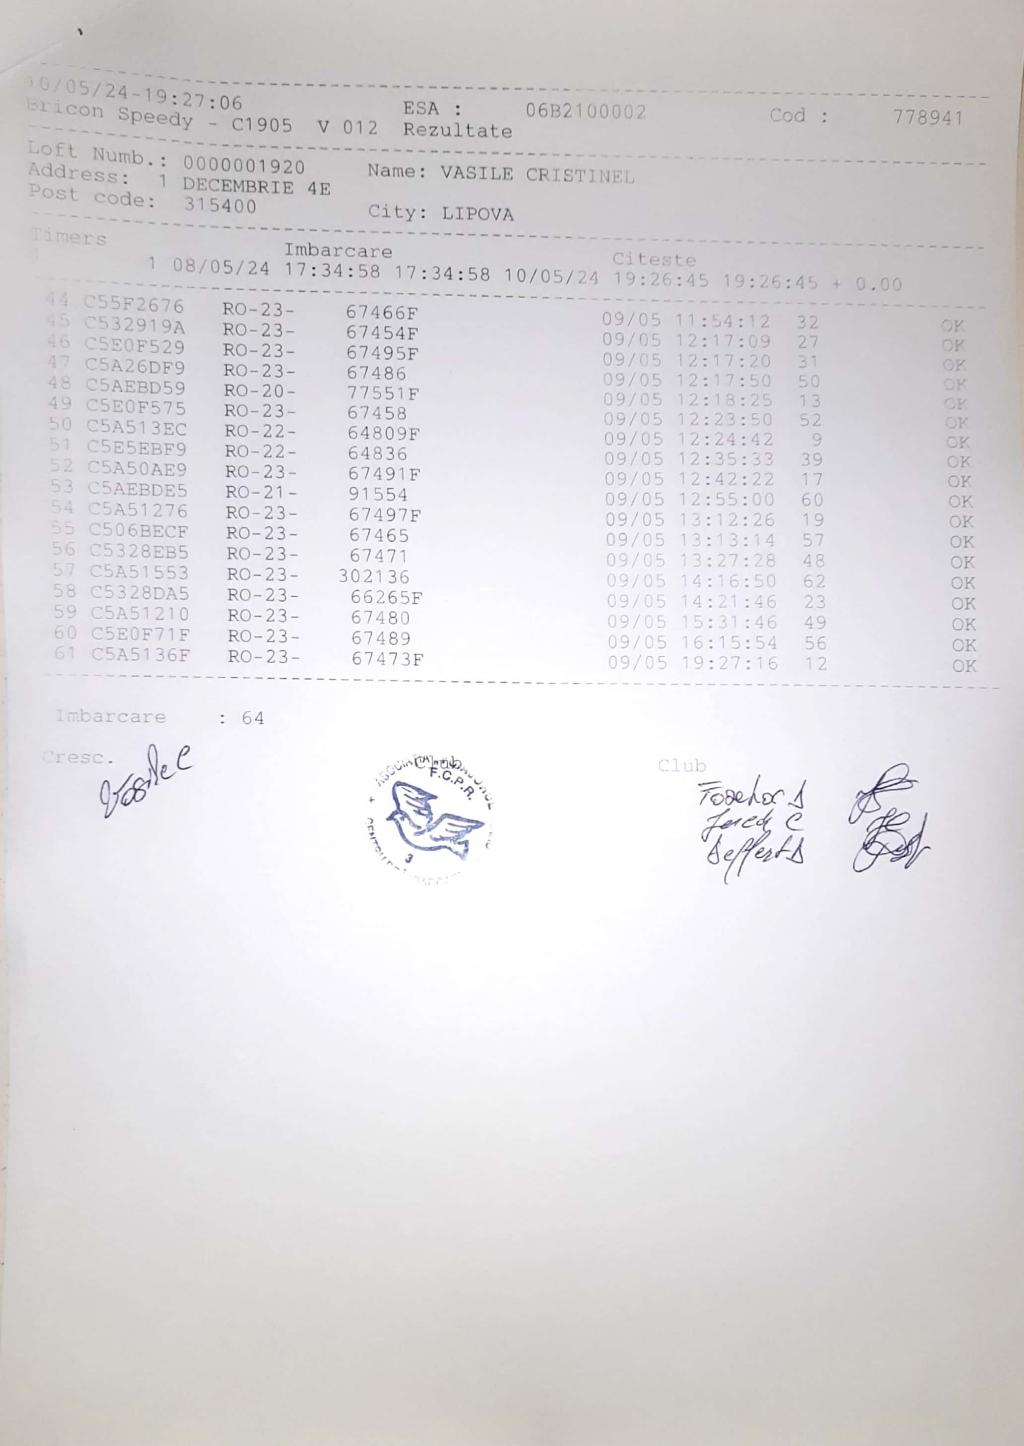 10/05/24-19:27:06 ESA : 06B2100002 Cod : 778941
Bricon Speedy - C1905 V 012 Rezultate
Loft Numb.: 0000001920 Name: VASILE CRISTINEL
Address: 1 DECEMBRIE 4E
Post code: 315400 City: LIPOVA
Timers Imbarcare Citeste
1 08/05/24 17:34:58 17:34:58 10/05/24 19:26:45 19:26:45 + 0.00
44 C55F2676 RO-23- 67466F 09/05 11:54:12 32 OK
45 C532919A RO-23- 67454F 09/05 12:17:09 27 OK
46 C5E0F529 RO-23- 67495F 09/05 12:17:20 31 OK
47 C5A26DF9 RO-23- 67486 09/05 12:17:50 50 OK
48 C5AEBD59 RO-20- 77551F 09/05 12:18:25 13 OK
49 C5E0F575 RO-23- 67458 09/05 12:23:50 52 OK
50 C5A513EC RO-22- 64809F 09/05 12:24:42 9 OK
51 C5E5EBF9 RO-22- 64836 09/05 12:35:33 39 OK
52 C5A50AE9 RO-23- 67491F 09/05 12:42:22 17 OK
53 C5AEBDE5 RO-21- 91554 09/05 12:55:00 60 OK
54 C5A51276 RO-23- 67497F 09/05 13:12:26 19 OK
55 C506BECF RO-23- 67465 09/05 13:13:14 57 OK
56 C5328EB5 RO-23- 67471 09/05 13:27:28 48 OK
57 C5A51553 RO-23- 302136 09/05 14:16:50 62 OK
58 C5328DA5 RO-23- 66265F 09/05 14:21:46 23 OK
59 C5A51210 RO-23- 67480 09/05 15:31:46 49 OK
60 C5E0F71F RO-23- 67489 09/05 16:15:54 56 OK
61 C5A5136F RO-23- 67473F 09/05 19:27:16 12 OK
Imbarcare : 64
Cresc. Club
Vasile C
F.C.P.R.
3